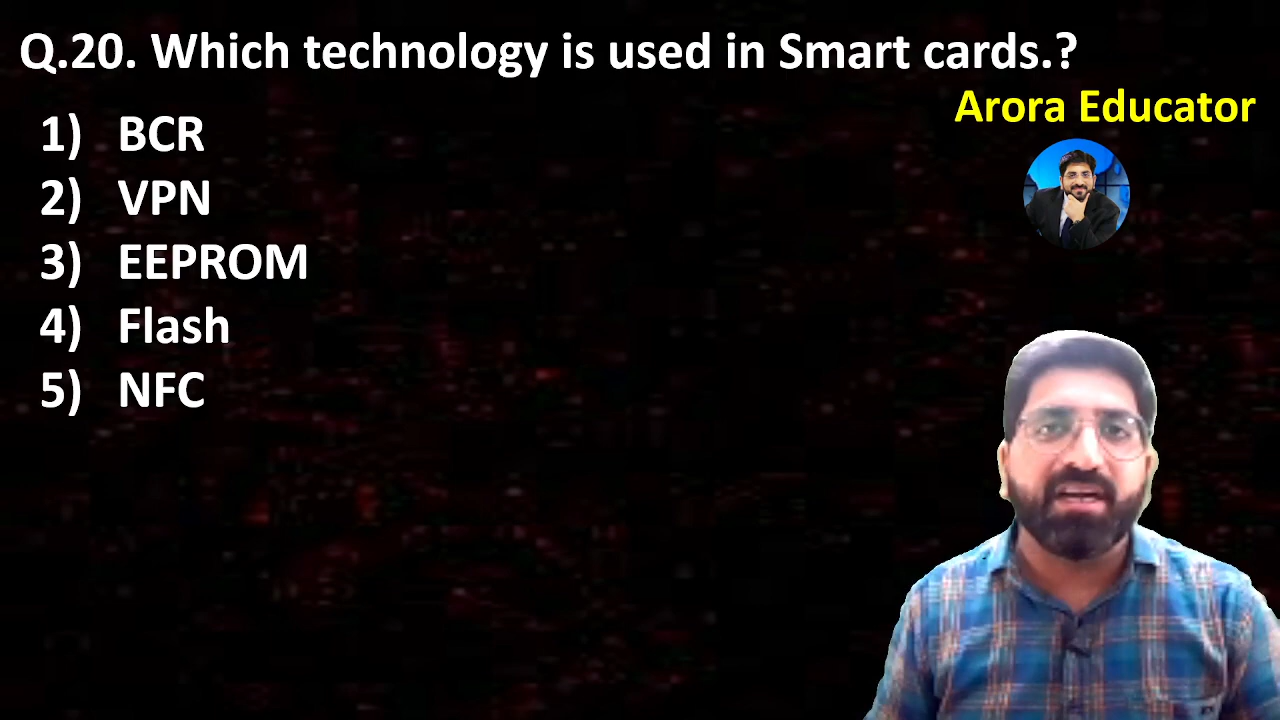 Q.20. Which technology is used in Smart cards.?
Arora Educator
1) BCR
2) VPN
3) EEPROM
4) Flash
5) NFC